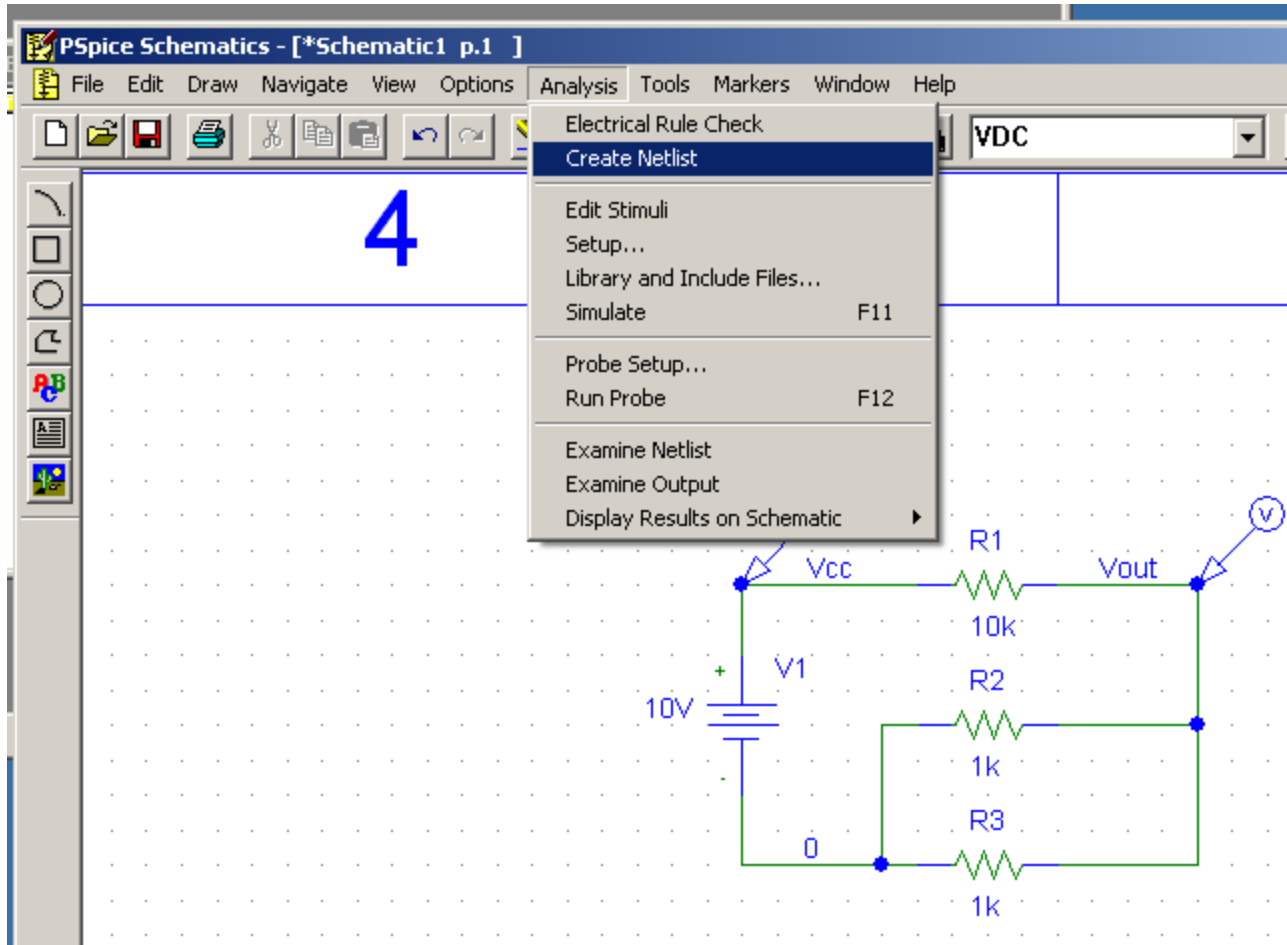 PSpice Schematics - [*Schematic1 p.1 ]
File Edit Draw Navigate View Options Analysis Tools Markers Window Help
VDC
Electrical Rule Check
Create Netlist
Edit Stimuli
Setup...
Library and Include Files...
Simulate F11
Probe Setup...
Run Probe F12
Examine Netlist
Examine Output
Display Results on Schematic
ABC
A
4
V
R1
Vcc
Vout
10k
+
V1
R2
10V
1k
-
R3
0
1k